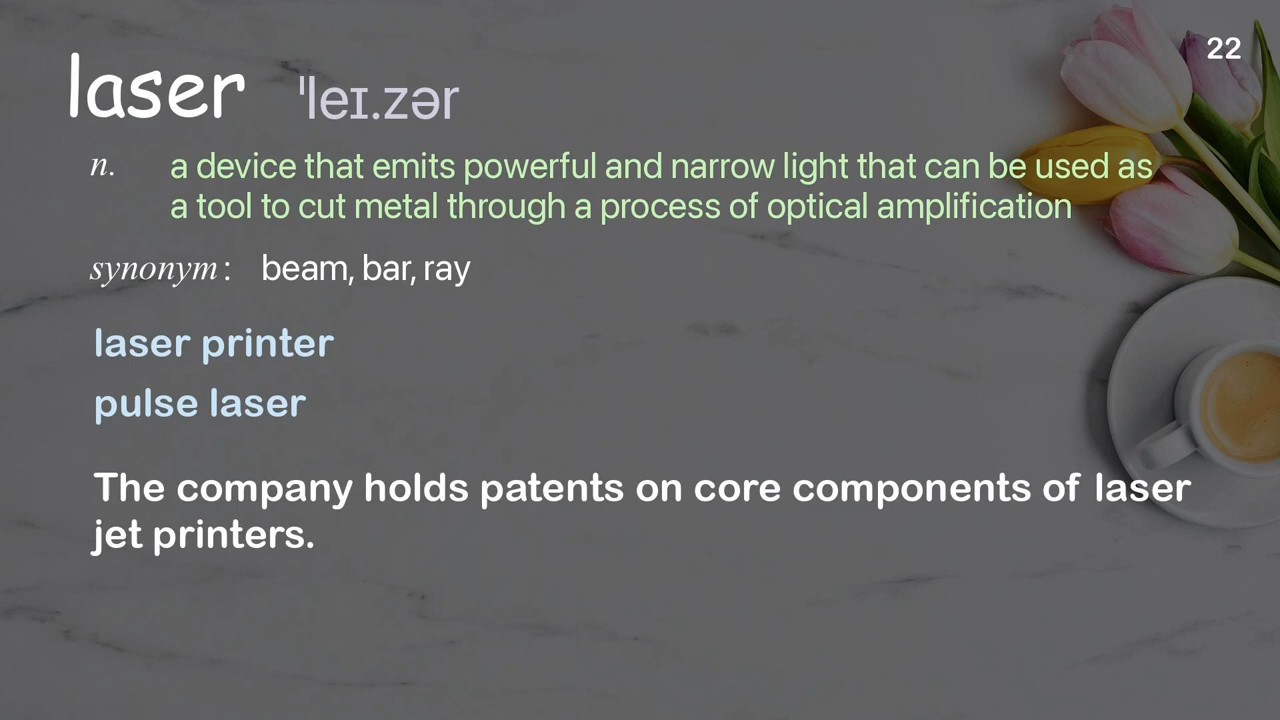 22
laser ˈleɪ.zər
n. a device that emits powerful and narrow light that can be used as
a tool to cut metal through a process of optical amplification
synonym: beam, bar, ray
laser printer
pulse laser
The company holds patents on core components of laser
jet printers.